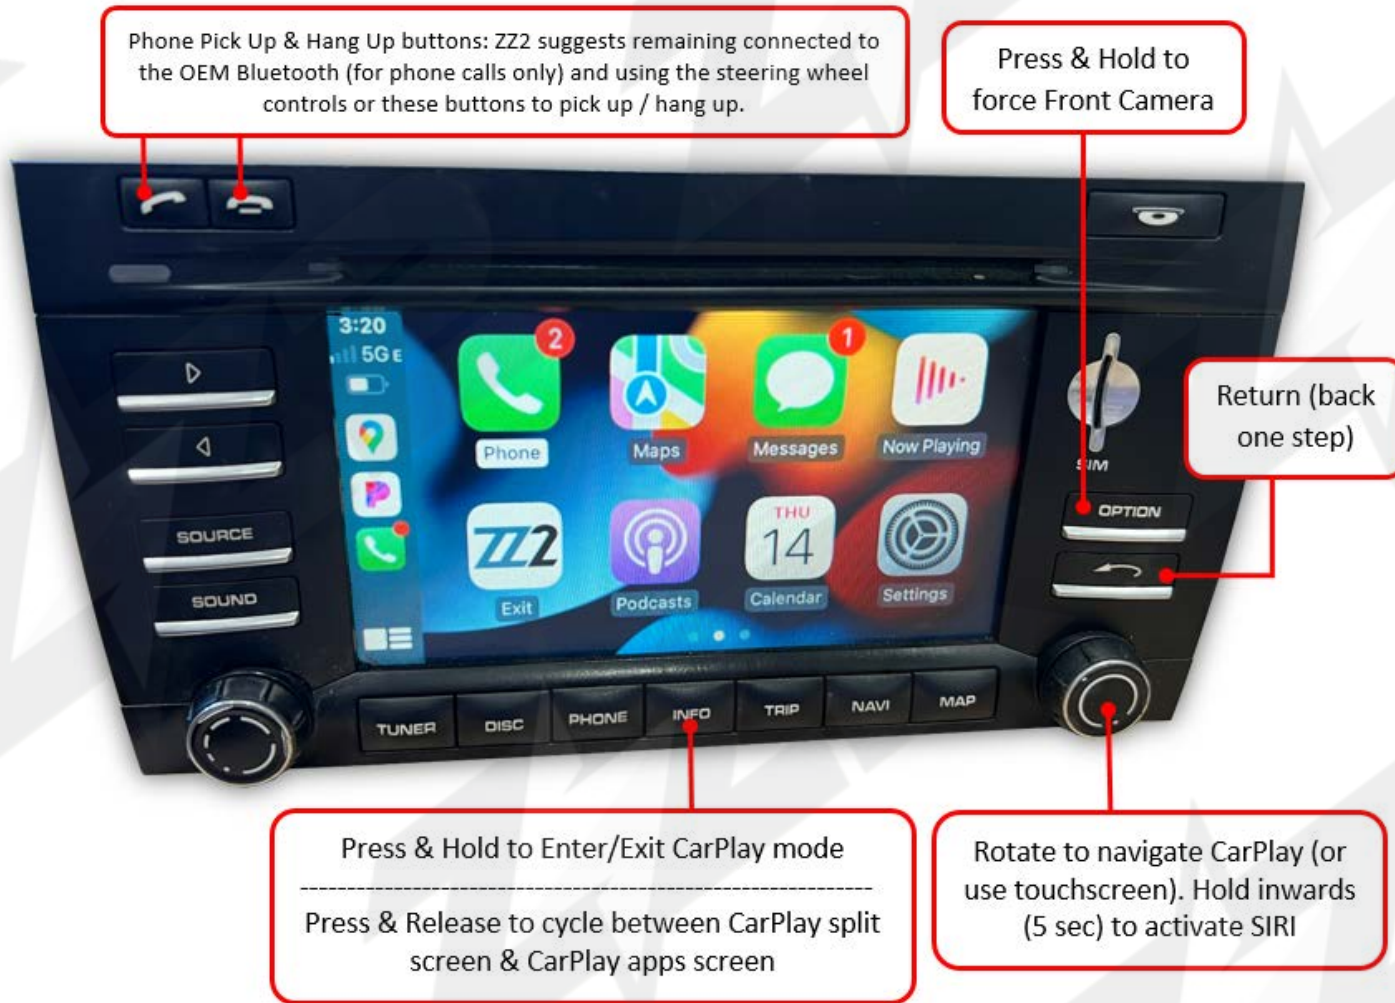 Phone Pick Up & Hang Up buttons: ZZ2 suggests remaining connected to
the OEM Bluetooth (for phone calls only) and using the steering wheel
controls or these buttons to pick up / hang up.
Press & Hold to
force Front Camera
3:20
5G E
2
1
Phone
Maps
Messages
Now Playing
ZZ2
THU
14
Exit
Podcasts
Calendar
Settings
SOURCE
SOUND
SIM
Return (back
one step)
OPTION
TUNER
DISC
PHONE
INFO
TRIP
NAVI
MAP
Press & Hold to Enter/Exit CarPlay mode
Press & Release to cycle between CarPlay split
screen & CarPlay apps screen
Rotate to navigate CarPlay (or
use touchscreen). Hold inwards
(5 sec) to activate SIRI